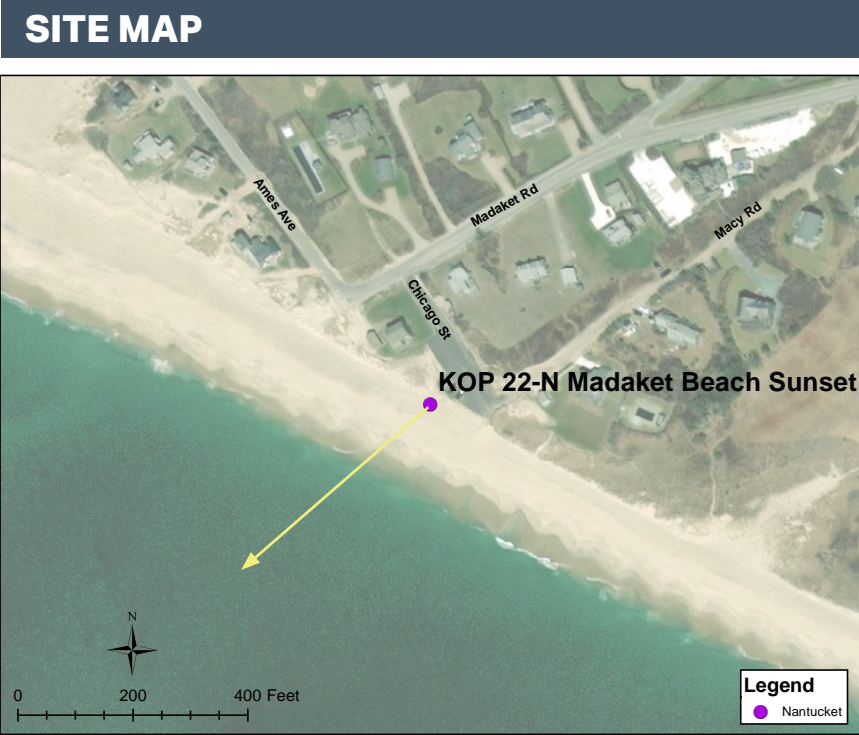 SITE MAP
Ames Ave
Madaket Rd
Macy Rd
Chicago St
KOP 22-N Madaket Beach Sunset
N
0 200 400 Feet
Legend
Nantucket